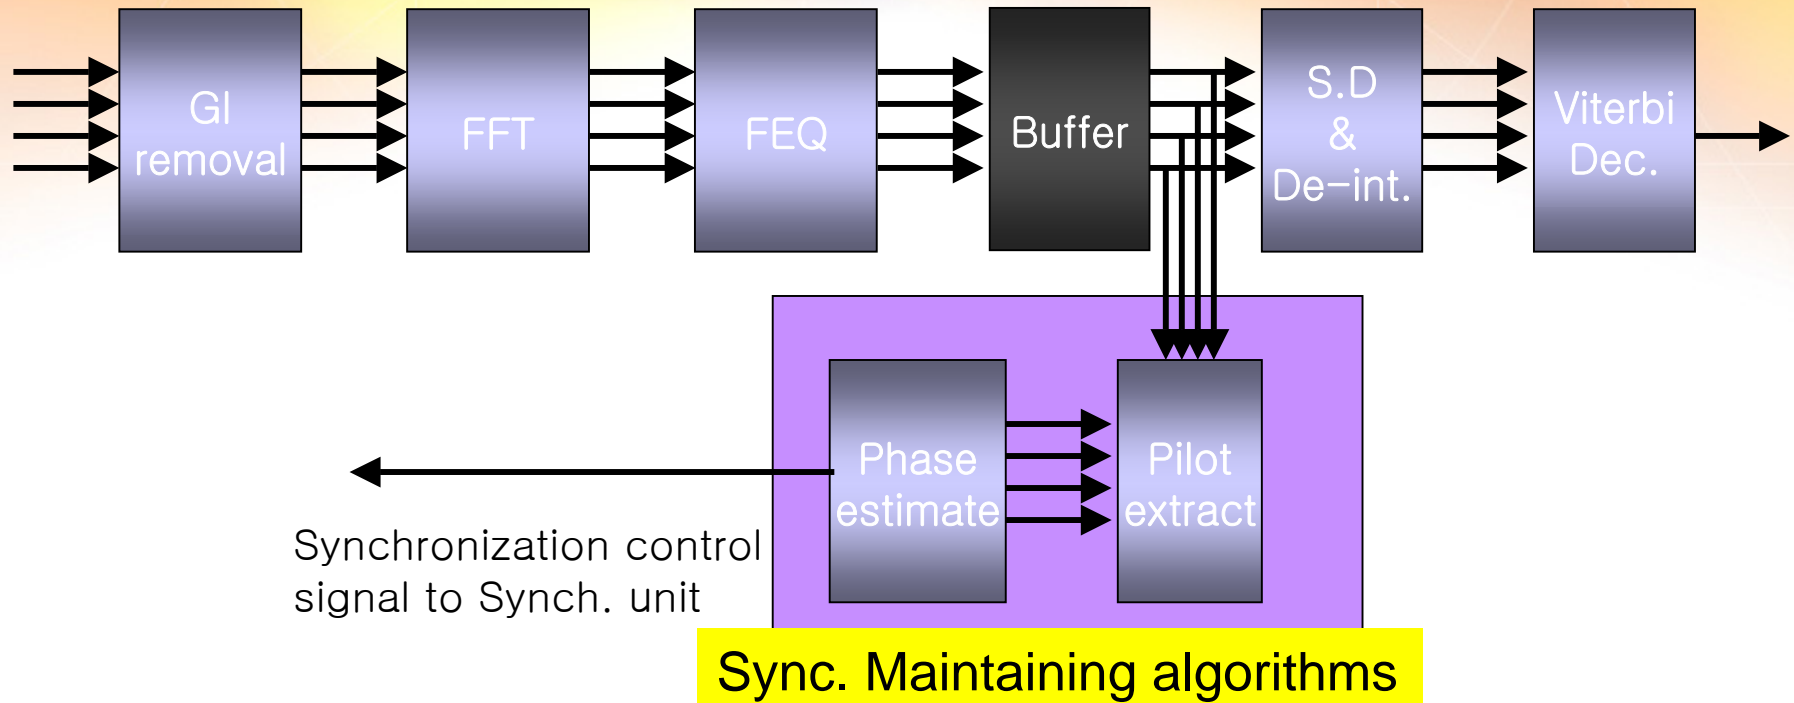 GI
removal
FFT
FEQ
Buffer
S.D
&
De-int.
Viterbi
Dec.
Phase
estimate
Pilot
extract
Synchronization control
signal to Synch. unit
Sync. Maintaining algorithms